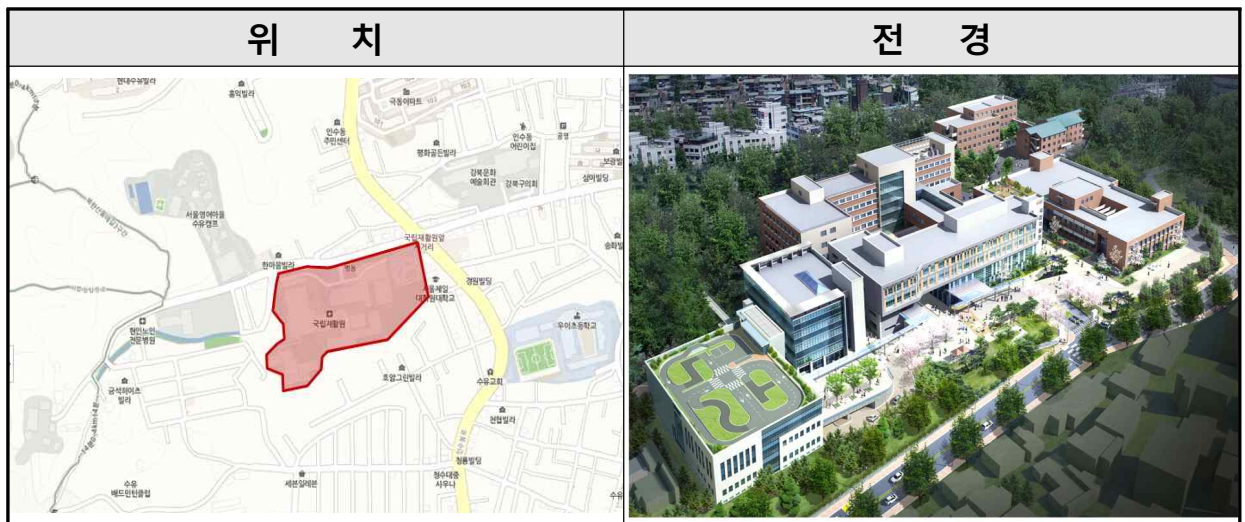 위 치
전 경
현대수유빌라
홍익빌라
극동아파트
인수동
주민센터
인수동
어린이집
평화골든빌라
강북문화
예술회관
강북구의회
삼마빌딩
서울영어마을
수유캠프
국립재활원앞
거리
한마음빌라
경원빌딩
서울제일
대학원대학교
국립재활원
현인노인
전문병원
우이초등학교
금석하이츠
빌라
호암그린빌라
수유교회
현협빌라
청룡빌딩
청수대중
사우나
세븐일레븐
수유
배드민턴클럽